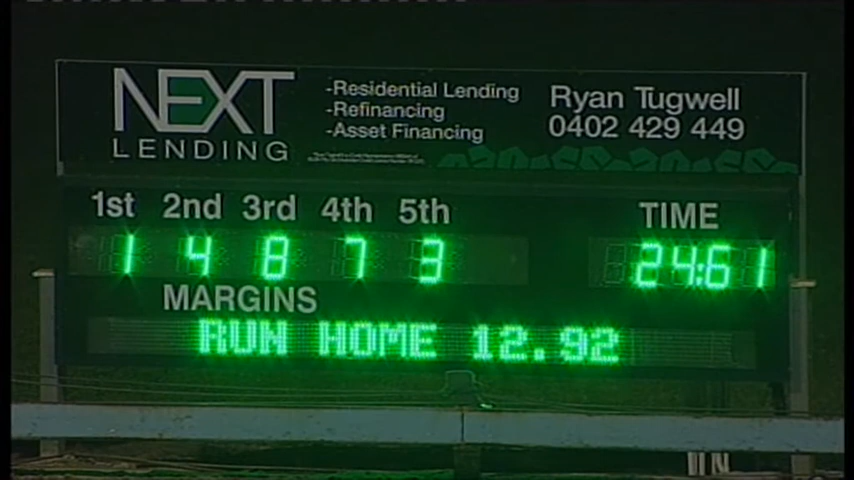 NEXT
LENDING
-Residential Lending
-Refinancing
-Asset Financing
Ryan Tugwell
0402 429 449
1st 2nd 3rd 4th 5th TIME
1 4 8 7 3 24:61
MARGINS
RUN HOME 12.92